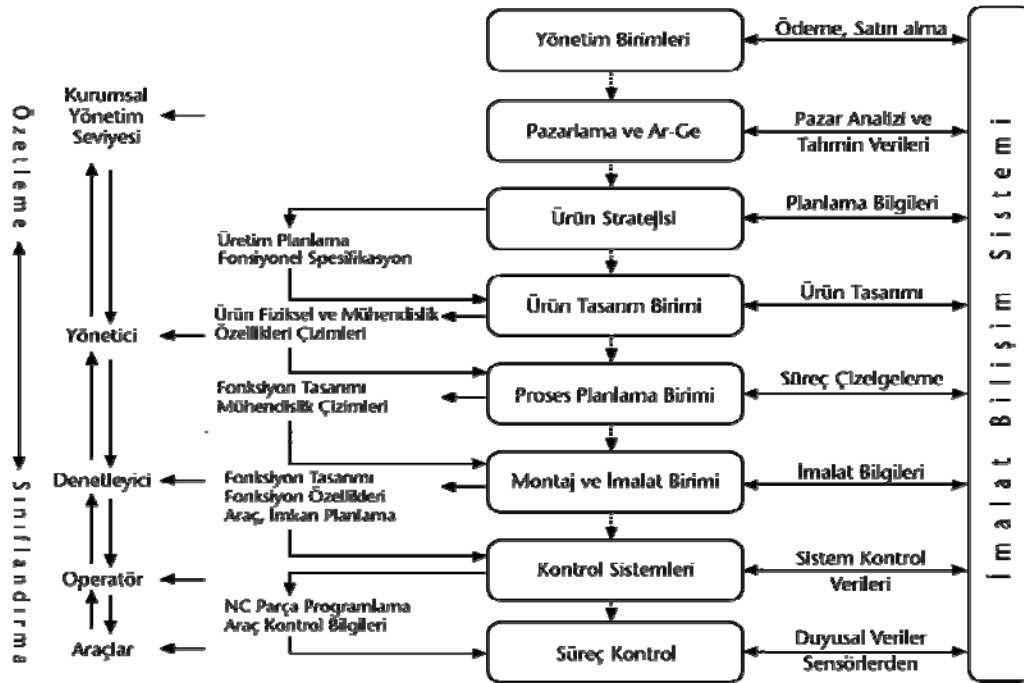 Yönetim Birimleri
Ödeme, Satın alma
Kurumsal
Yönetim
Seviyesi
Pazarlama ve Ar-Ge
Pazar Analizi ve
Tahmin Verileri
Ürün Stratejisi
Planlama Bilgileri
Üretim Planlama
Fonsiyonel Spesifikasyon
Ürün Tasarım Birimi
Ürün Tasarımı
Yönetici
Ürün Fiziksel ve Mühendislik
Özellikleri Çizimleri
Fonksiyon Tasarımı
Mühendislik Çizimleri
Proses Planlama Birimi
Süreç Çizelgeleme
Denetleyici
Fonksiyon Tasarımı
Fonksiyon Özellikleri
Araç, İmkan Planlama
Montaj ve İmalat Birimi
İmalat Bilgileri
Operatör
Kontrol Sistemleri
Sistem Kontrol
Verileri
NC Parça Programlama
Araç Kontrol Bilgileri
Araçlar
Süreç Kontrol
Duyusal Veriler
Sensörlerden
Özetleme
Sınıflandırma
İmalat Bilişim Sistemi